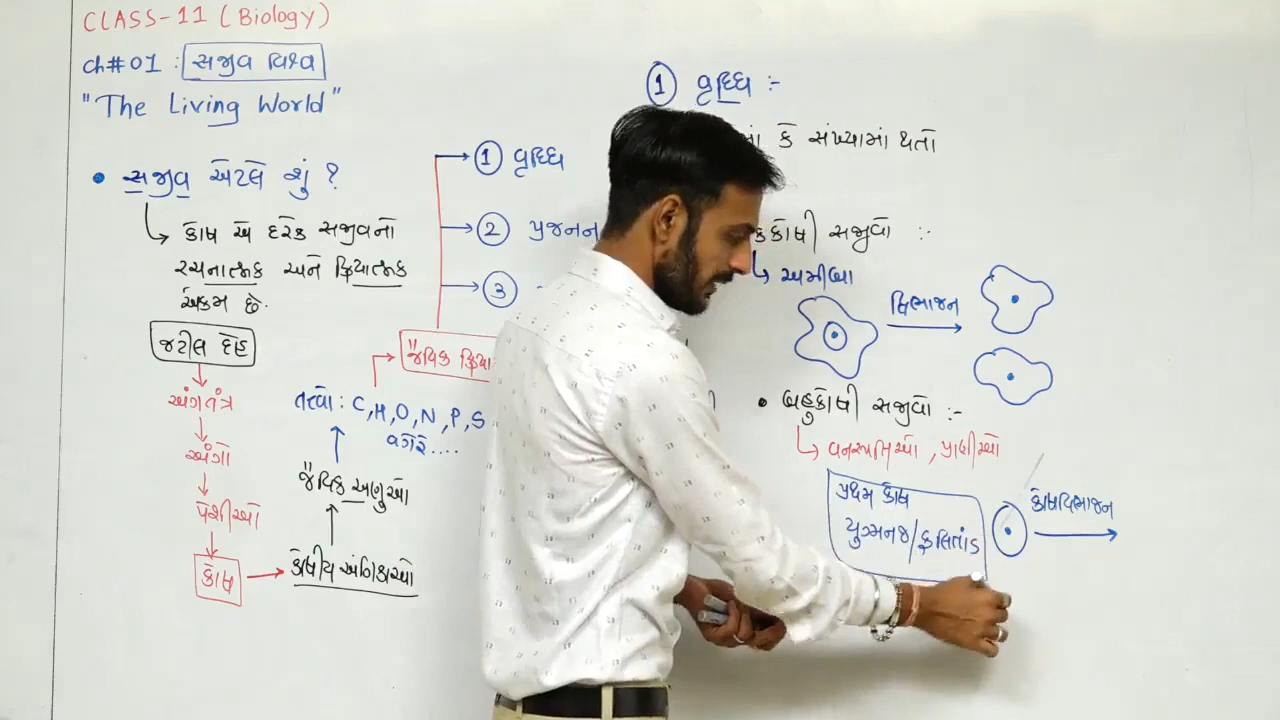 CLASS-11 (Biology)
ch#01 : સજીવ વિશ્વ
"The Living World"
• સજીવ એટલે શું ?
કોષ એ દરેક સજીવનો
રચનાત્મક અને ક્રિયાત્મક
એકમ છે.
જટીલ દેહ
અંગતંત્ર
અંગો
પેશીઓ
કોષ
કોષીય અંગિકાઓ
જૈવિક અણુઓ
તત્વો : C, H, O, N, P, S
વગેરે....
"જૈવિક
1 વૃધ્ધિ
2 પ્રજનન
3
1 વૃધ્ધિ :-
કે સંખ્યામાં થતો
સજીવો :-
અમીબા
દ્વિભાજન
• બહુકોષી સજીવો :-
વનસ્પતિઓ , પ્રાણીઓ
પ્રથમ કોષ
યુગ્મનજ/ફલિતાંડ
કોષવિભાજન